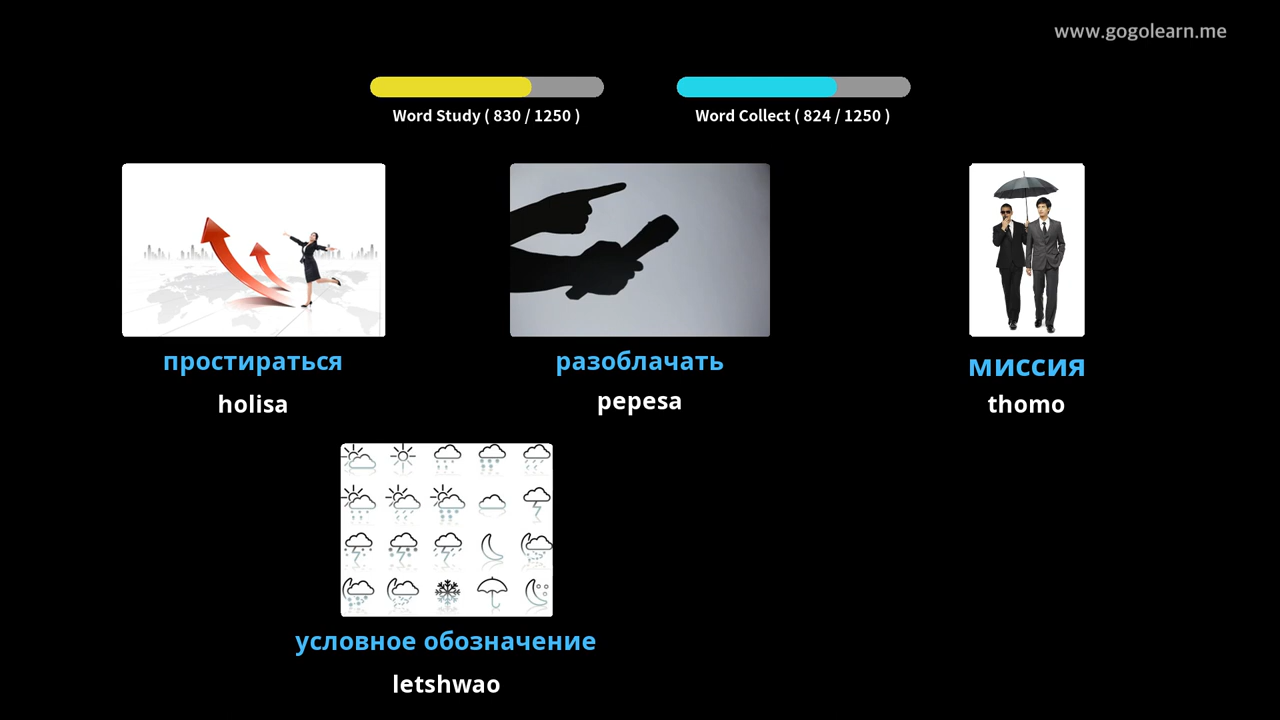 www.gogolearn.me
Word Study ( 830 / 1250 )
Word Collect ( 824 / 1250 )
простираться
holisa
разоблачать
pepesa
миссия
thomo
условное обозначение
letshwao